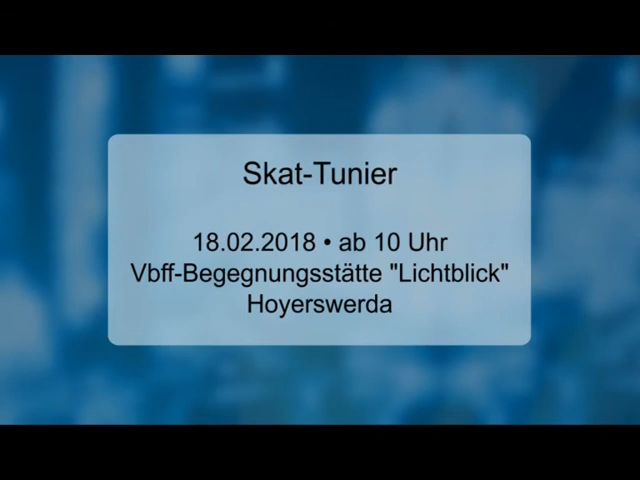 Skat-Tunier
18.02.2018 • ab 10 Uhr
Vbff-Begegnungsstätte "Lichtblick"
Hoyerswerda